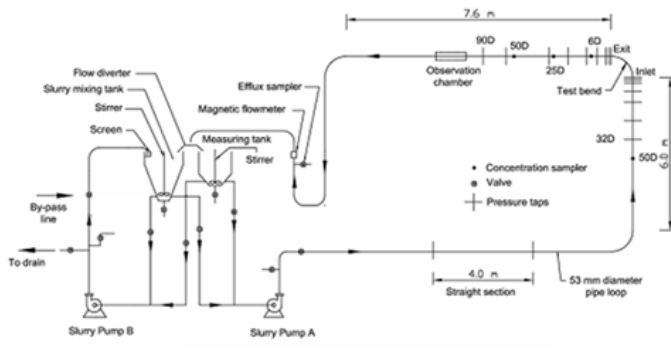 7.6 m
90D
50D
6D
Exit
25D
Inlet
Observation
chamber
Test bend
Flow diverter
Slurry mixing tank
Stirrer
Screen
Efflux sampler
Magnetic flowmeter
Measuring tank
Stirrer
32D
50D
6.0 m
Concentration sampler
Valve
Pressure taps
By-pass
line
To drain
4.0 m
Straight section
53 mm diameter
pipe loop
Slurry Pump B
Slurry Pump A